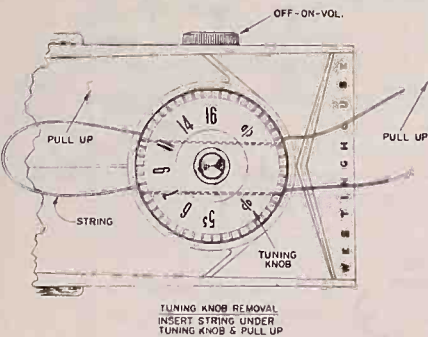 OFF-ON-VOL.
PULL UP
PULL UP
WESTINGHOUSE
16
14
11
9
7
6
55
%
%
STRING
TUNING
KNOB
TUNING KNOB REMOVAL
INSERT STRING UNDER
TUNING KNOB & PULL UP